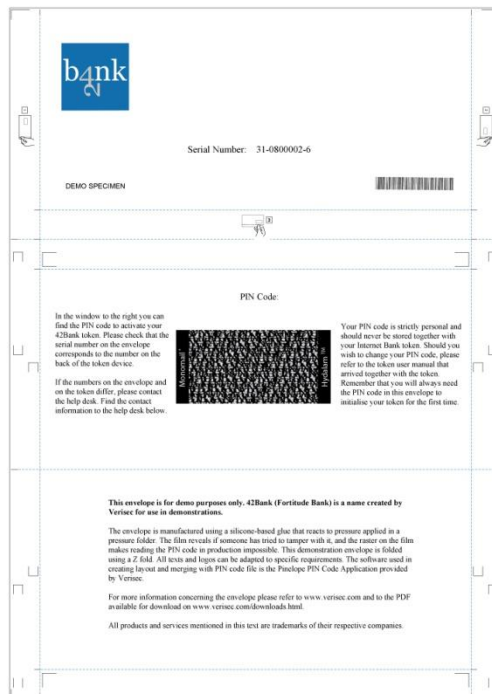 b4nk
2
Serial Number: 31-0800002-6
DEMO SPECIMEN
PIN Code:
In the window to the right you can
find the PIN code to activate your
42Bank token. Please check that the
serial number on the envelope
corresponds to the number on the
back of the token device.
If the numbers on the envelope and
on the token differ, please contact
the help desk. Find the contact
information to the help desk below.
Hydalam ™
Your PIN code is strictly personal and
should never be stored together with
your Internet Bank token. Should you
wish to change your PIN code, please
refer to the token user manual that
arrived together with the token.
Remember that you will always need
the PIN code in this envelope to
initialise your token for the first time.
This envelope is for demo purposes only. 42Bank (Fortitude Bank) is a name created by
Verisec for use in demonstrations.
The envelope is manufactured using a silicone-based glue that reacts to pressure applied in a
pressure folder. The film reveals if someone has tried to tamper with it, and the raster on the film
makes reading the PIN code in production impossible. This demonstration envelope is folded
using a Z fold. All texts and logos can be adapted to specific requirements. The software used in
creating layout and merging with PIN code file is the Pinelope PIN Code Application provided
by Verisec.
For more information concerning the envelope please refer to www.verisec.com and to the PDF
available for download on www.verisec.com/downloads.html.
All products and services mentioned in this text are trademarks of their respective companies.